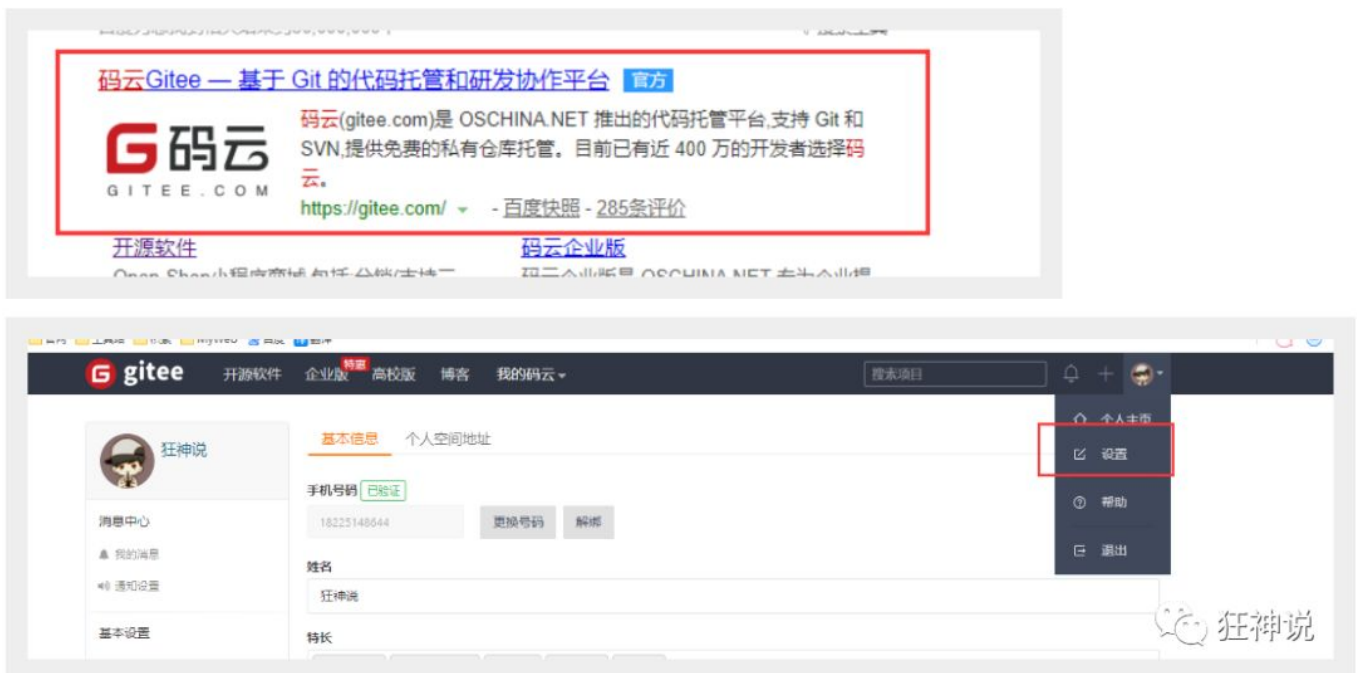 码云Gitee — 基于 Git 的代码托管和研发协作平台 官方
码云
GITEE.COM
码云(gitee.com)是 OSCHINA.NET 推出的代码托管平台,支持 Git 和
SVN,提供免费的私有仓库托管。目前已有近 400 万的开发者选择码
云。
https://gitee.com/ - 百度快照 - 285条评价
开源软件 码云企业版
gitee 开源软件 企业版 特惠 高校版 博客 我的码云 搜索项目
个人主页
狂神说 基本信息 个人空间地址
设置
手机号码 已验证
18225148644 更换号码 解绑
帮助
消息中心
我的消息
退出
姓名
通知设置
狂神说
基本设置
特长
狂神说